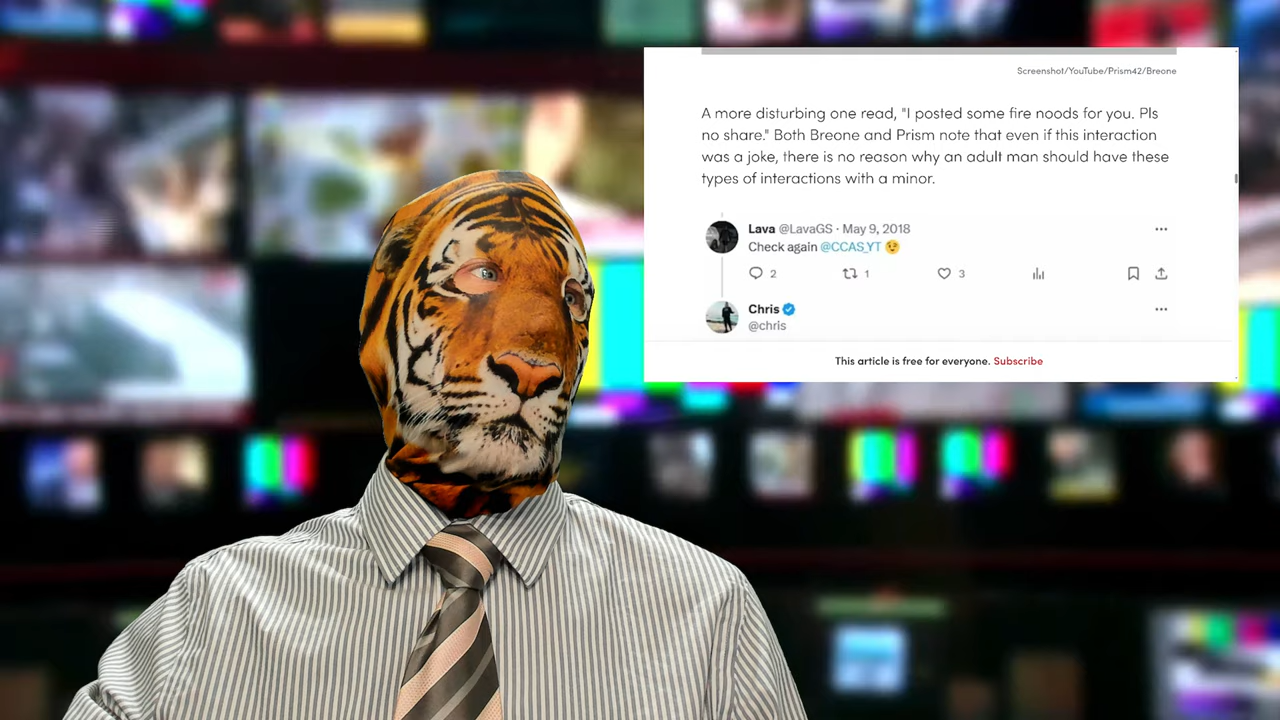 Screenshot/YouTube/Prism42/Breone
A more disturbing one read, "I posted some fire noods for you. Pls
no share." Both Breone and Prism note that even if this interaction
was a joke, there is no reason why an adult man should have these
types of interactions with a minor.
Lava @LavaGS · May 9, 2018
Check again @CCAS_YT 😉
2 1 3
Chris
@chris
This article is free for everyone. Subscribe